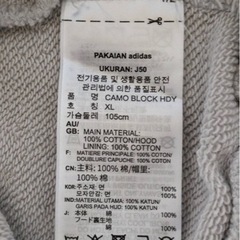 PAKAIAN adidas
UKURAN: J50
전기용품 및 생활용품 안전
관리법에 의한 품질표시
품 명 CAMO BLOCK HDY
호 칭 XL
가슴둘레 105cm
AU/
GB: MAIN MATERIAL:
100% COTTON/HOOD
LINING: 100% COTTON
F: MATIERE PRINCIPALE: 100% COTON/
DOUBLURE CAPUCHE: 100% COTON
CN: 主料: 100% 棉/帽里:
100% 棉
KOR: 주소재: 면 100%
모자안감: 면 100%
IND: MATERIAL UTAMA: 100% KATUN/
GARIS PADA HUD: 100% KATUN
J: 本体: 綿 100%
フード裏生地
綿 100%